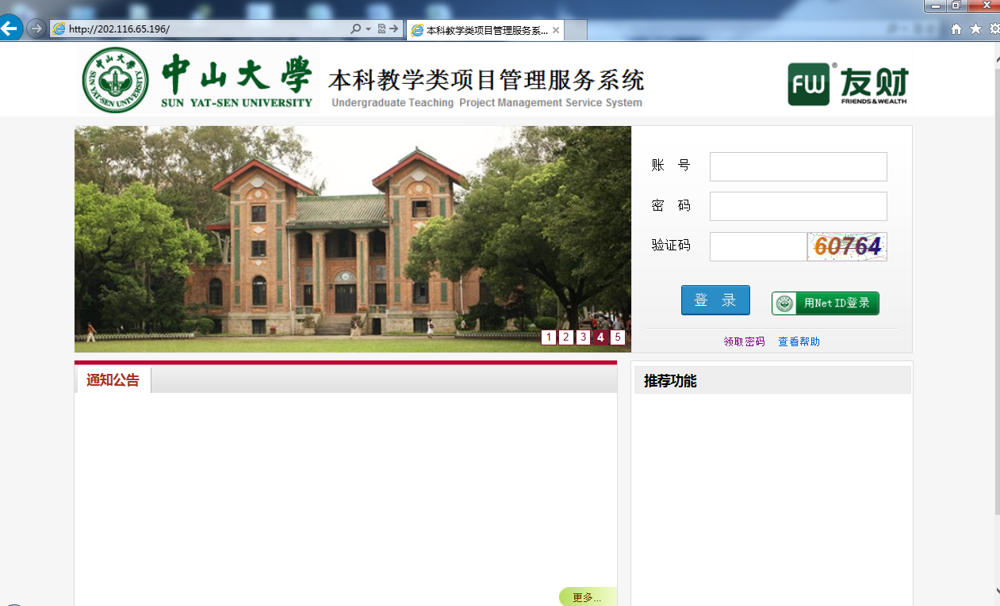 http://202.116.65.196/
本科教学类项目管理服务系...
中山大學
SUN YAT-SEN UNIVERSITY
SUN YAT-SEN UNIVERSITY
本科教学类项目管理服务系统
Undergraduate Teaching Project Management Service System
FW
®
友财
FRIENDS&WEALTH
账 号
密 码
验证码
60764
登 录
用NetID登录
领取密码 查看帮助
1 2 3 4 5
通知公告
推荐功能
更多...